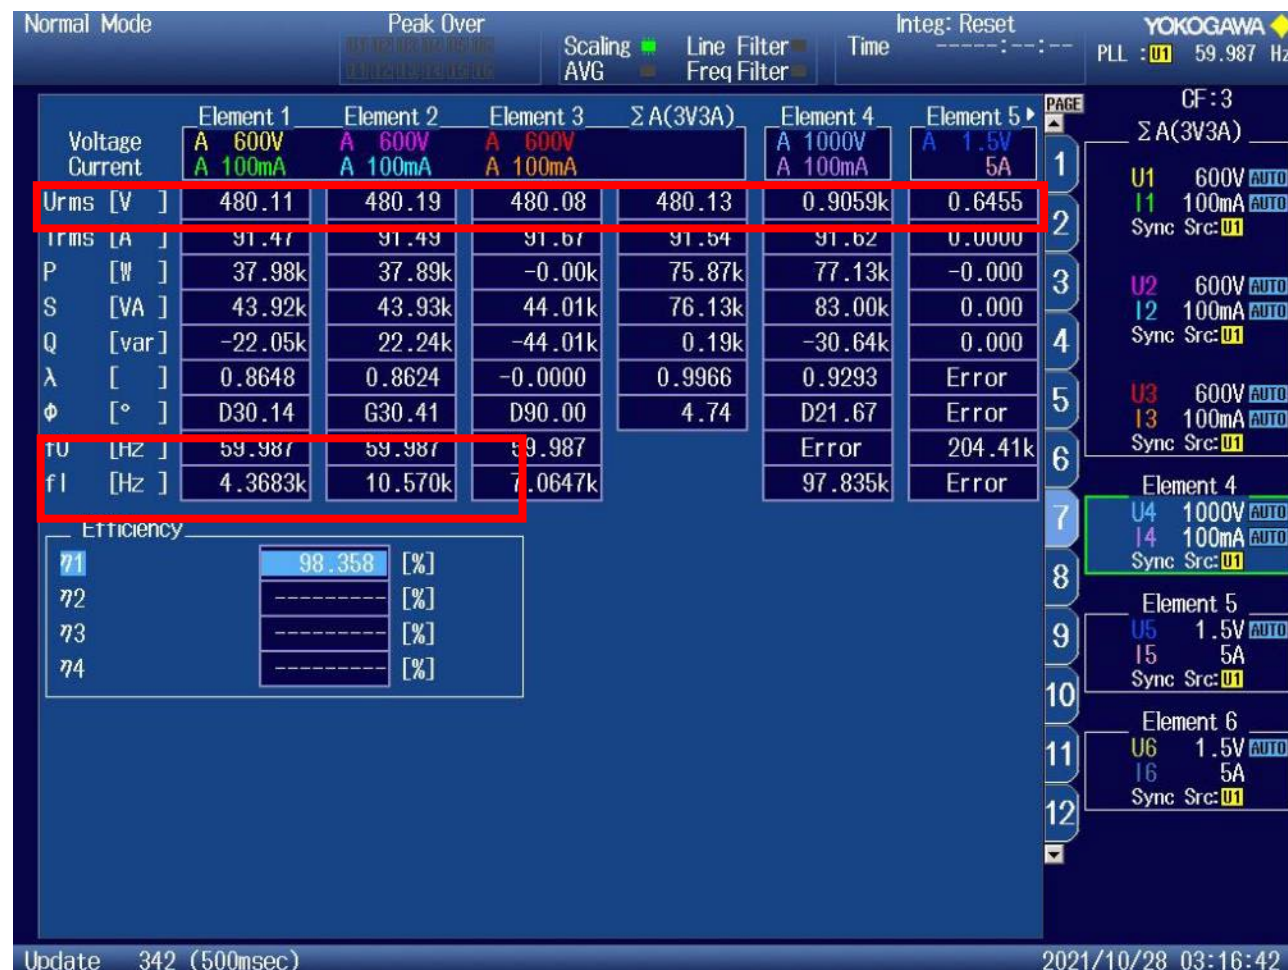 Normal Mode Peak Over Scaling Line Filter Time Integ: Reset -----:--:-- YOKOGAWA
AVG Freq Filter PLL :U1 59.987 Hz
Element 1 Element 2 Element 3 ΣA(3V3A) Element 4 Element 5
Voltage A 600V A 600V A 600V A 1000V A 1.5V
Current A 100mA A 100mA A 100mA A 100mA 5A
Urms [V ] 480.11 480.19 480.08 480.13 0.9059k 0.6455
Irms [A ] 91.47 91.49 91.67 91.54 91.62 0.0000
P [W ] 37.98k 37.89k -0.00k 75.87k 77.13k -0.000
S [VA ] 43.92k 43.93k 44.01k 76.13k 83.00k 0.000
Q [var] -22.05k 22.24k -44.01k 0.19k -30.64k 0.000
λ [ ] 0.8648 0.8624 -0.0000 0.9966 0.9293 Error
Φ [° ] D30.14 G30.41 D90.00 4.74 D21.67 Error
fU [Hz ] 59.987 59.987 59.987 Error 204.41k
fI [Hz ] 4.3683k 10.570k 7.0647k 97.835k Error
Efficiency
η1 98.358 [%]
η2 --------- [%]
η3 --------- [%]
η4 --------- [%]
PAGE
1
2
3
4
5
6
7
8
9
10
11
12
CF:3
ΣA(3V3A)
U1 600V AUTO
I1 100mA AUTO
Sync Src:U1
U2 600V AUTO
I2 100mA AUTO
Sync Src:U1
U3 600V AUTO
I3 100mA AUTO
Sync Src:U1
Element 4
U4 1000V AUTO
I4 100mA AUTO
Sync Src:U1
Element 5
U5 1.5V AUTO
I5 5A
Sync Src:U1
Element 6
U6 1.5V AUTO
I6 5A
Sync Src:U1
Update 342 (500msec) 2021/10/28 03:16:42